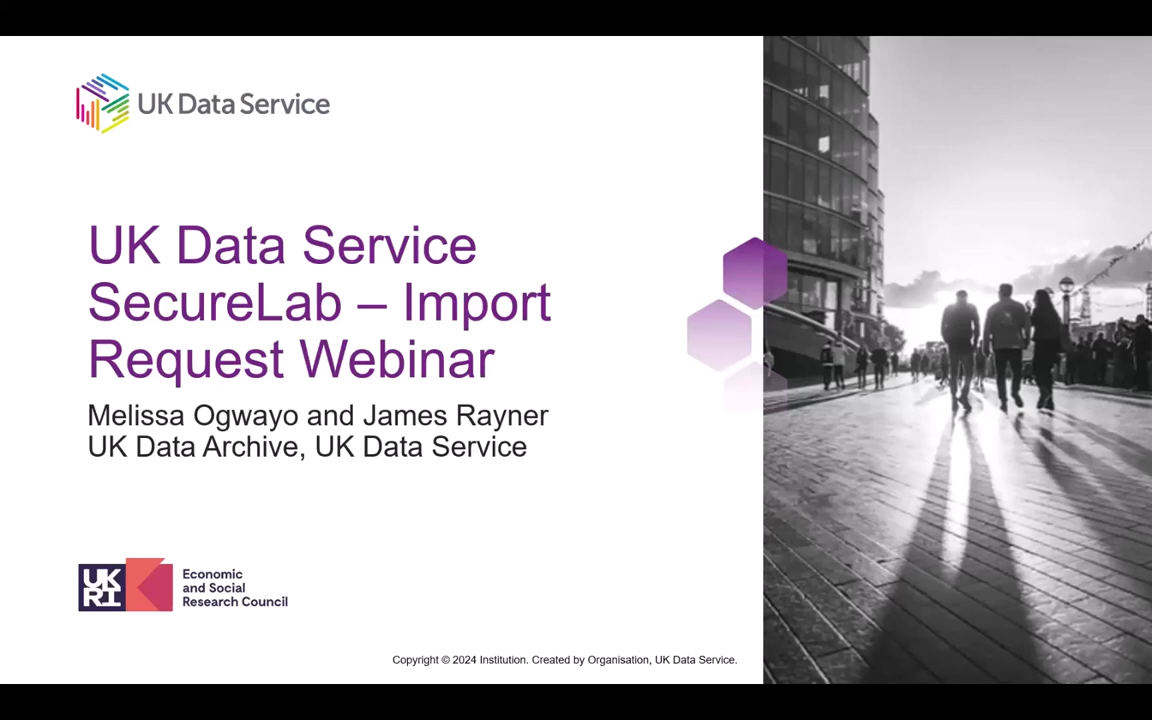 UK Data Service
UK Data Service
SecureLab – Import
Request Webinar
Melissa Ogwayo and James Rayner
UK Data Archive, UK Data Service
UK
RI
Economic
and Social
Research Council
Copyright © 2024 Institution. Created by Organisation, UK Data Service.